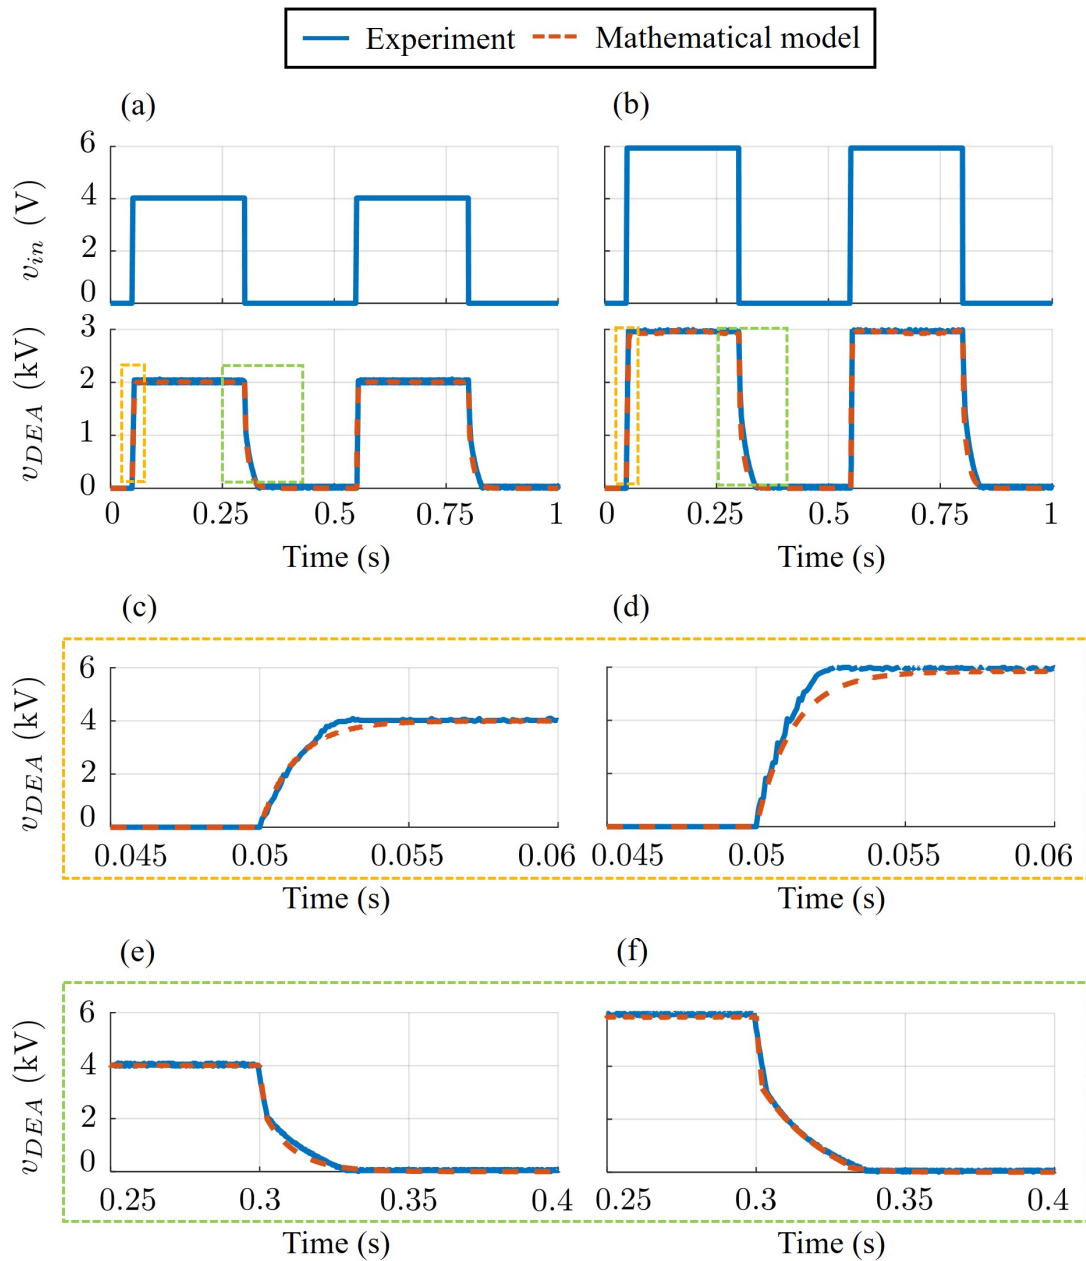 Experiment Mathematical model
(a) (b)
6
4
2
0
v_in (V)
3
2
1
0
v_DEA (kV)
0 0.25 0.5 0.75 1 0 0.25 0.5 0.75 1
Time (s) Time (s)
(c) (d)
6
4
2
0
v_DEA (kV)
0.045 0.05 0.055 0.06 0.045 0.05 0.055 0.06
Time (s) Time (s)
(e) (f)
6
4
2
0
v_DEA (kV)
0.25 0.3 0.35 0.4 0.25 0.3 0.35 0.4
Time (s) Time (s)